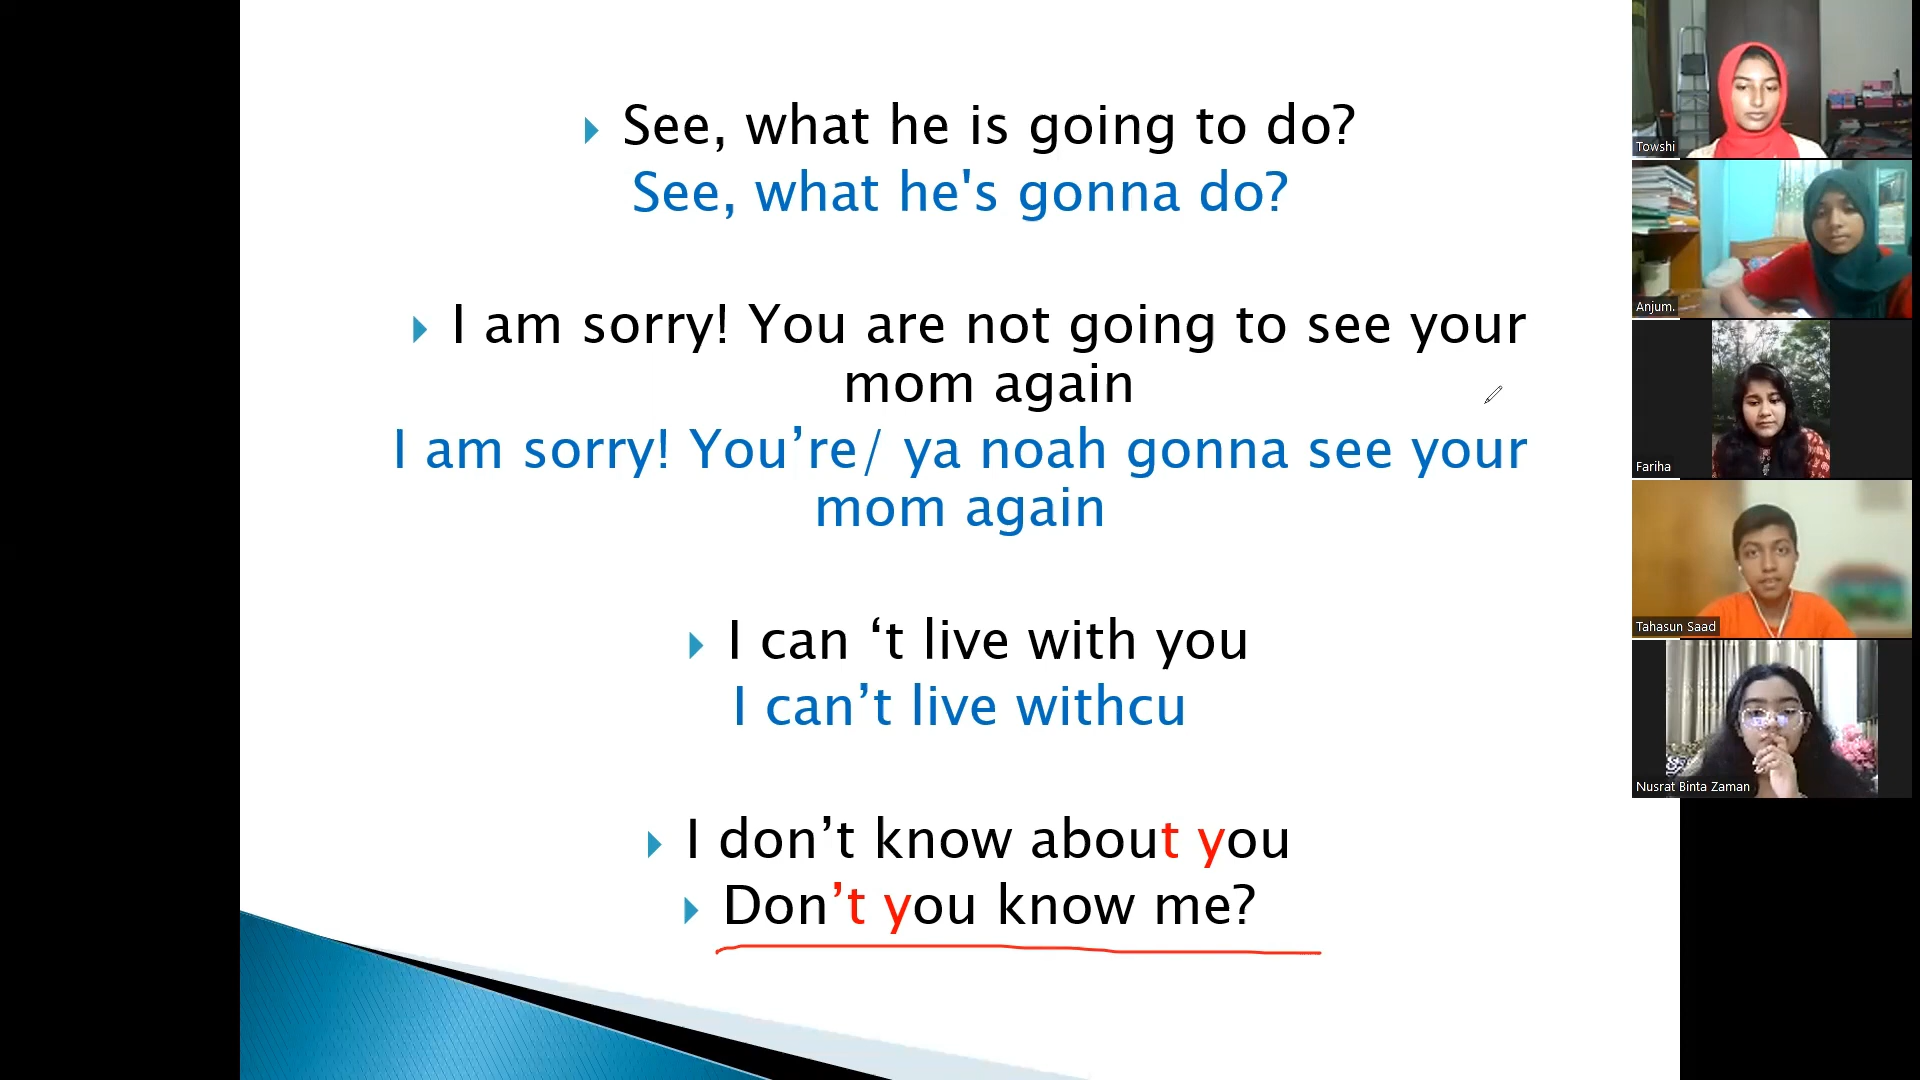 See, what he is going to do?
See, what he's gonna do?
I am sorry! You are not going to see your
mom again
I am sorry! You’re/ ya noah gonna see your
mom again
I can ‘t live with you
I can’t live withcu
I don’t know about you
Don’t you know me?
Towshi
Anjum.
Fariha
Tahasun Saad
Nusrat Binta Zaman